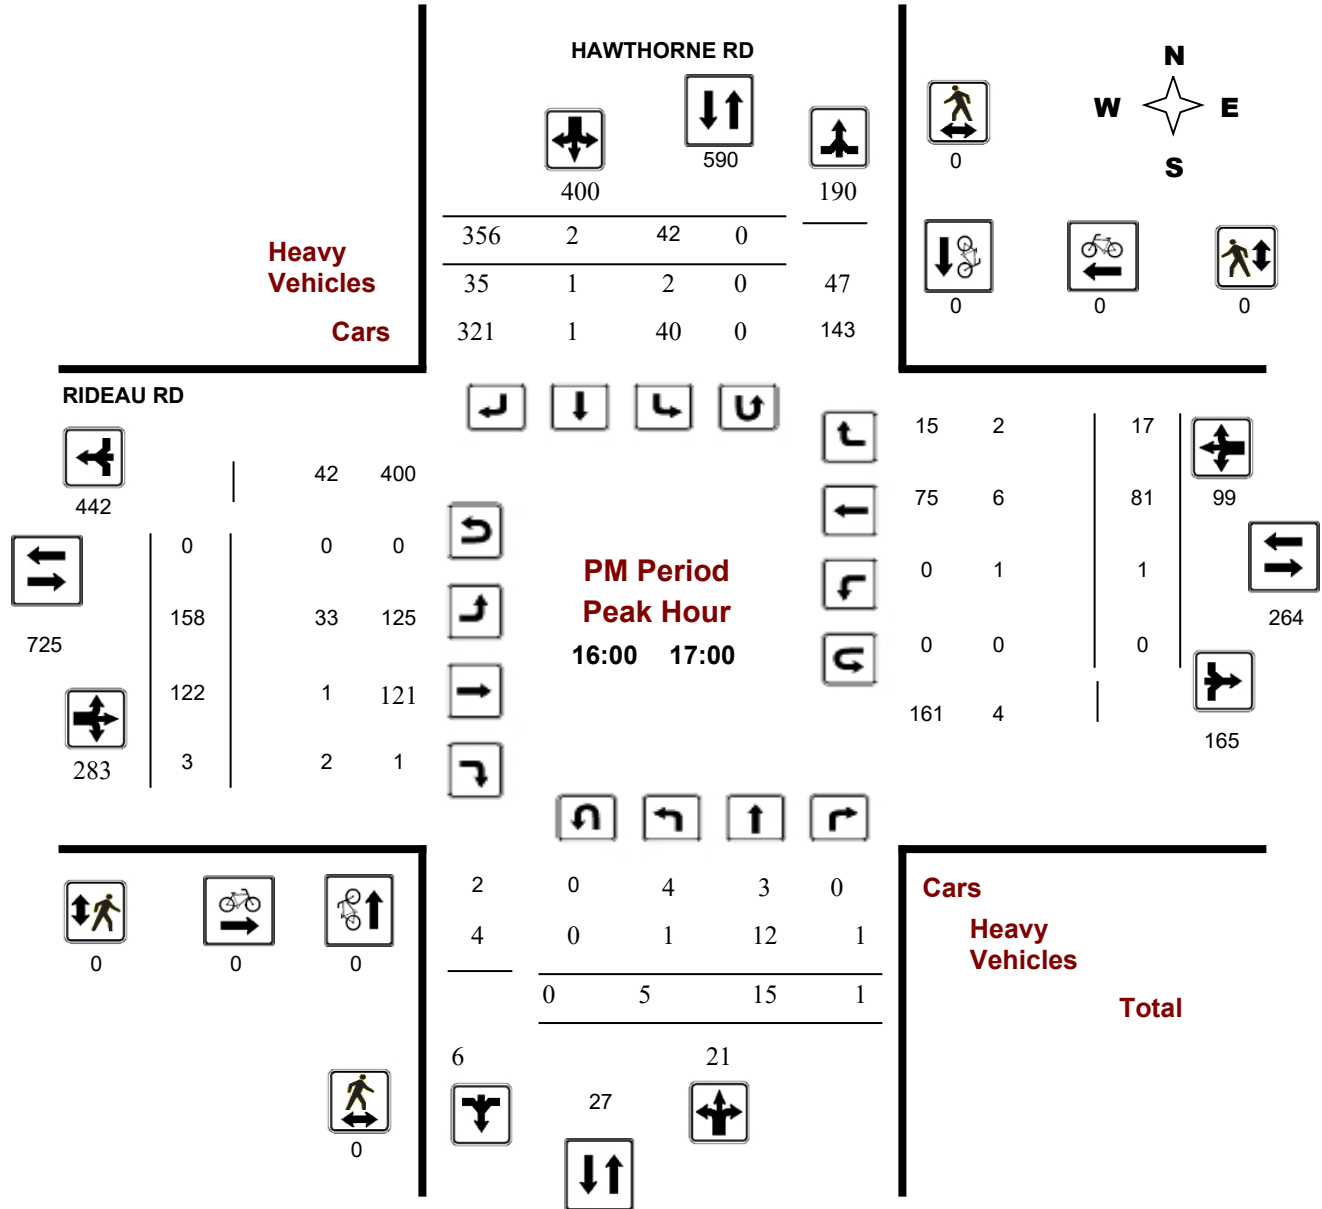 HAWTHORNE RD
N
W E
S
590
0
400
190
356 2 42 0
Heavy
Vehicles
35 1 2 0 47
0 0 0
Cars
321 1 40 0 143
RIDEAU RD
15 2 17
42 400
442
75 6 81 99
0 0 0
PM Period
0 1 1
Peak Hour
158 33 125
264
725
16:00 17:00
0 0 0
122 1 121
161 4
165
283 3 2 1
2 0 4 3 0
Cars
4 0 1 12 1
Heavy
Vehicles
0 0 0
0 5 15 1
Total
6 21
27
0